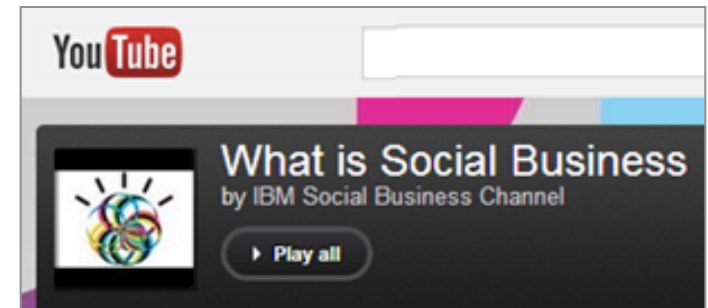 YouTube
What is Social Business
by IBM Social Business Channel
Play all